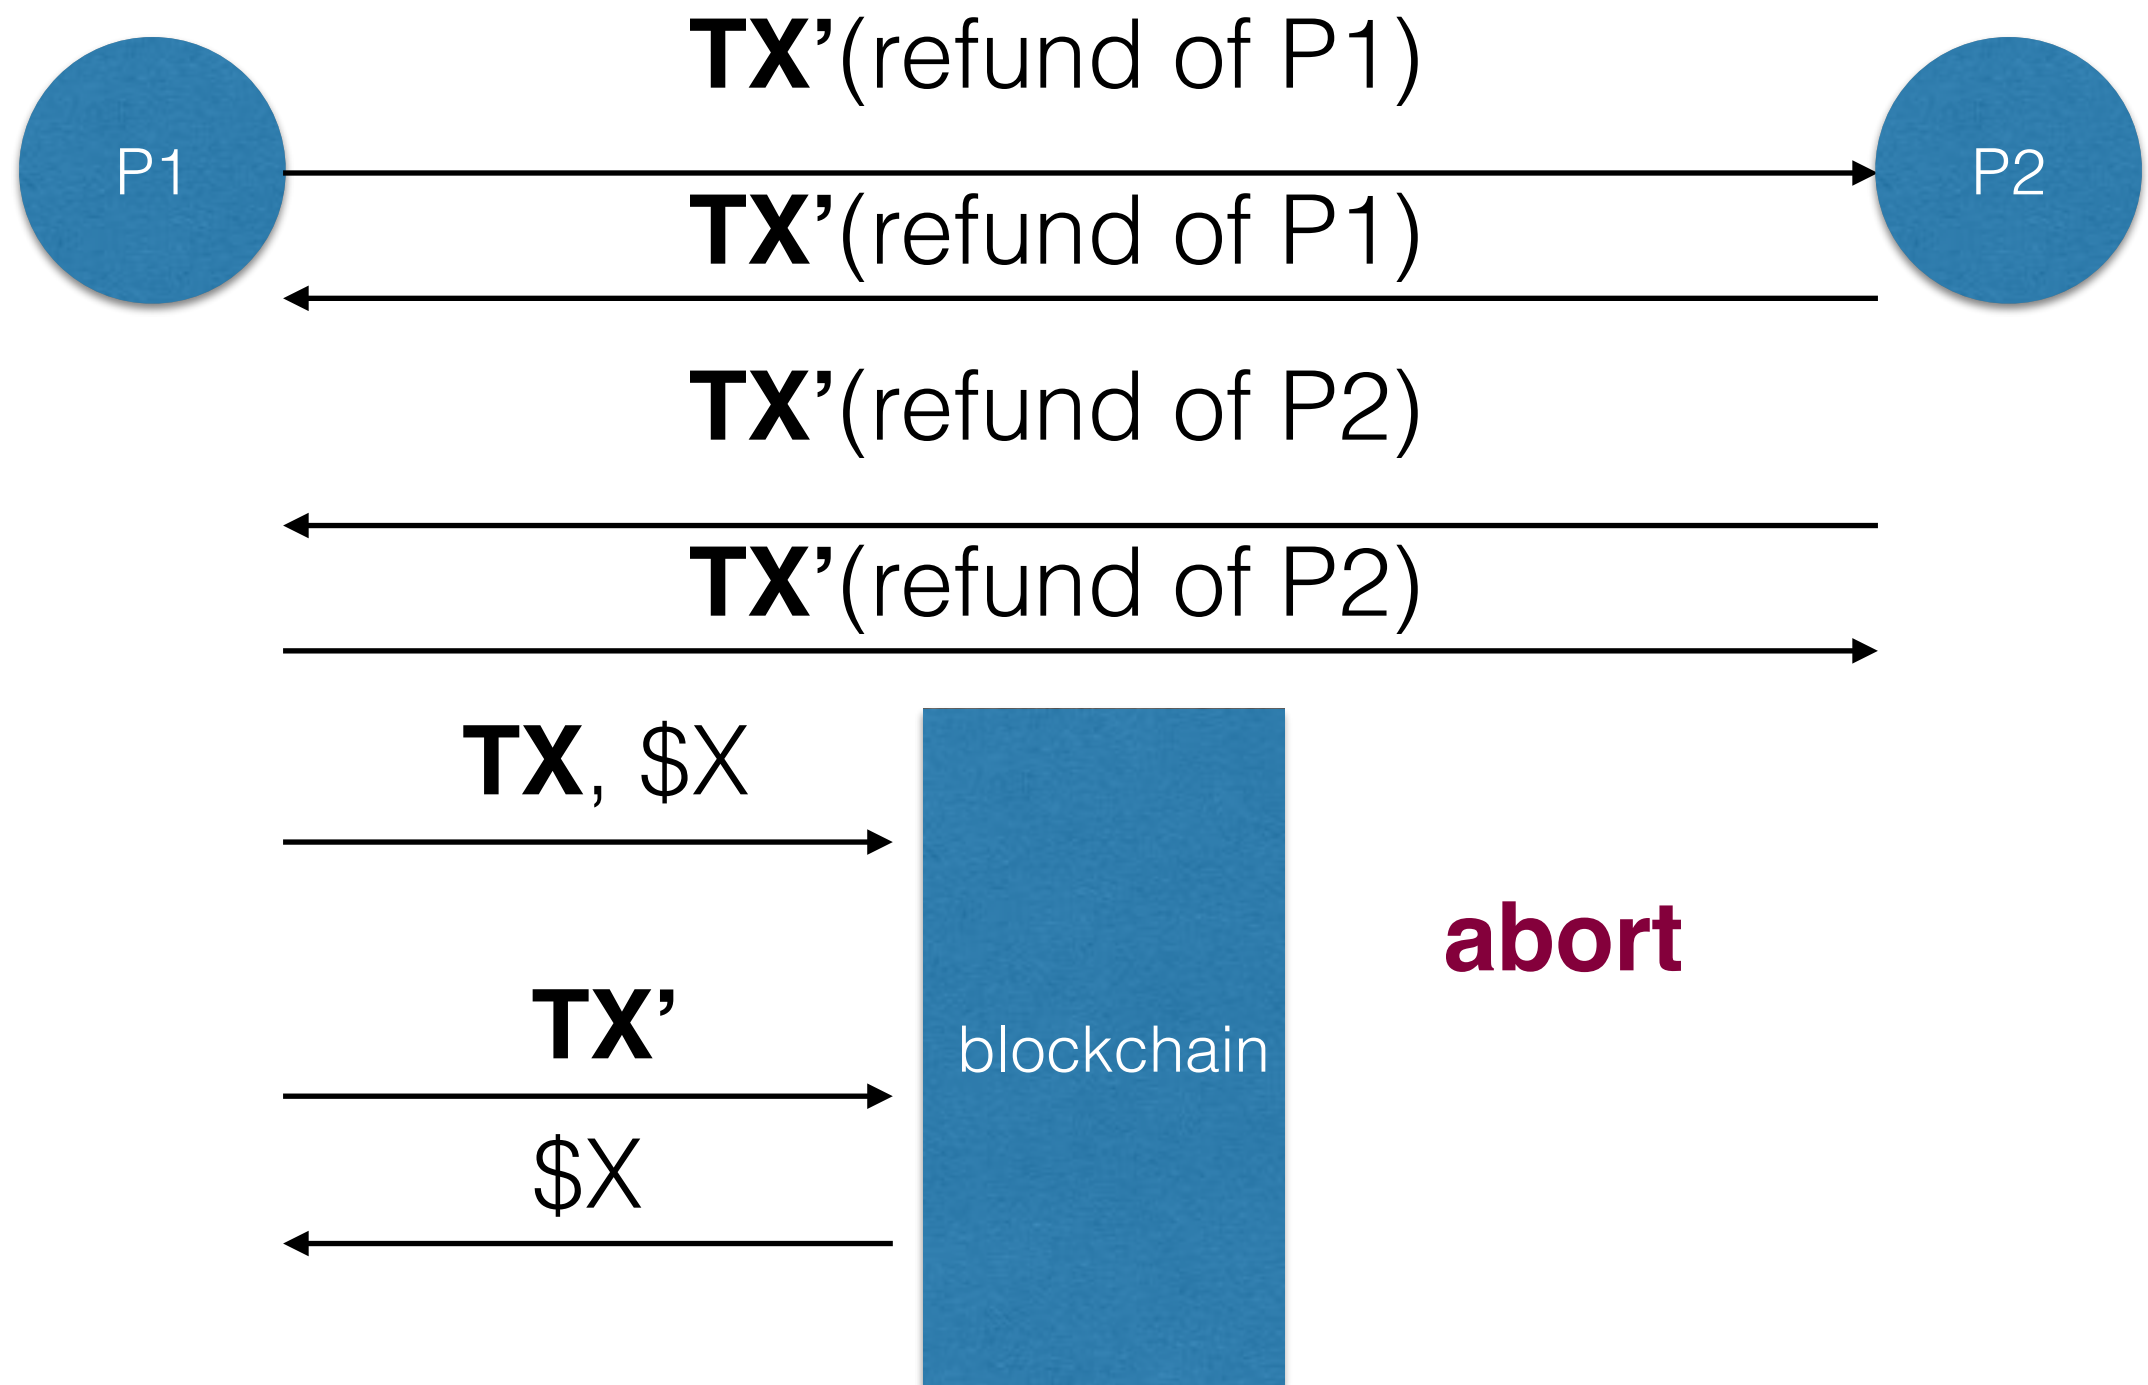 TX’(refund of P1)
P1
P2
TX’(refund of P1)
TX’(refund of P2)
TX’(refund of P2)
TX, $X
abort
TX’
blockchain
$X